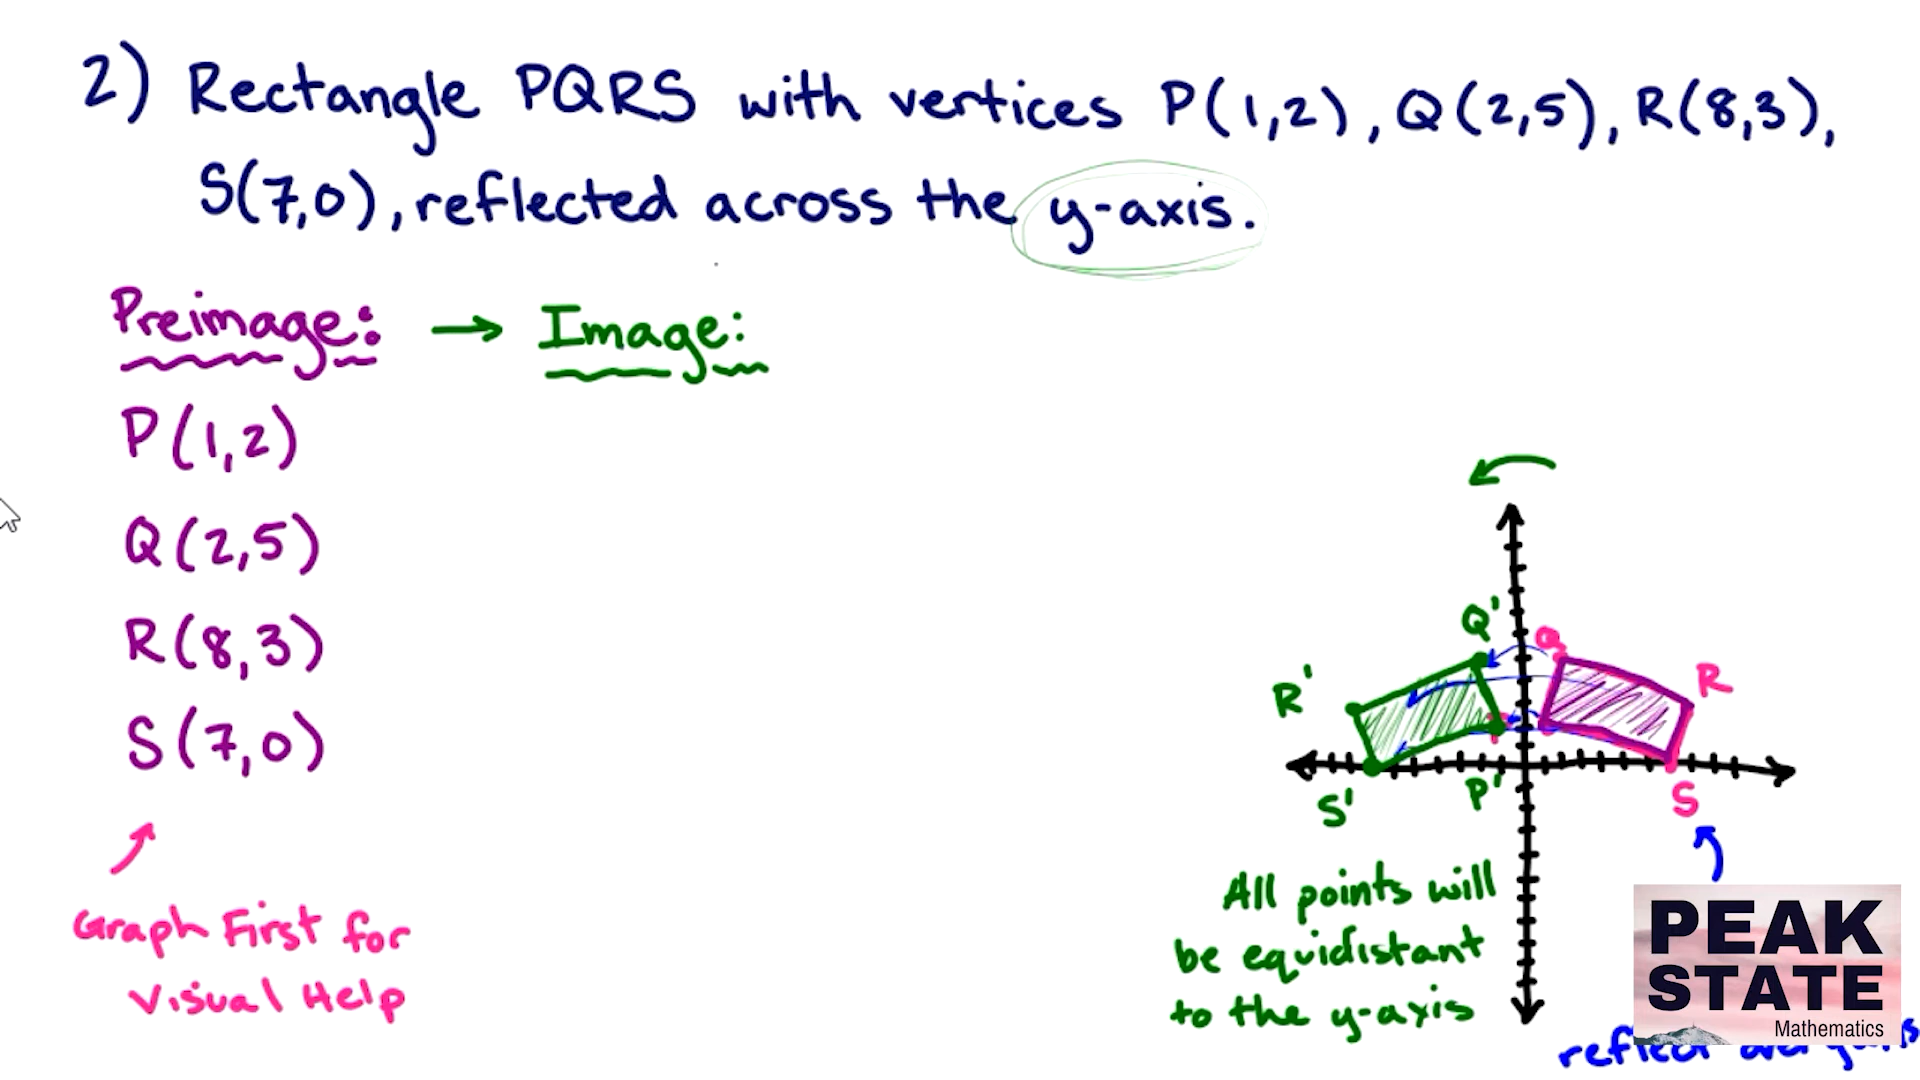 2) Rectangle PQRS with vertices P(1,2), Q(2,5), R(8,3),
S(7,0), reflected across the y-axis.
Preimage: → Image:
P(1,2)
Q(2,5)
R(8,3)
S(7,0)
Graph First for
Visual Help
Q'
Q
R'
R
S'
P'
S
All points will
be equidistant
to the y-axis
PEAK
STATE
Mathematics
reflect